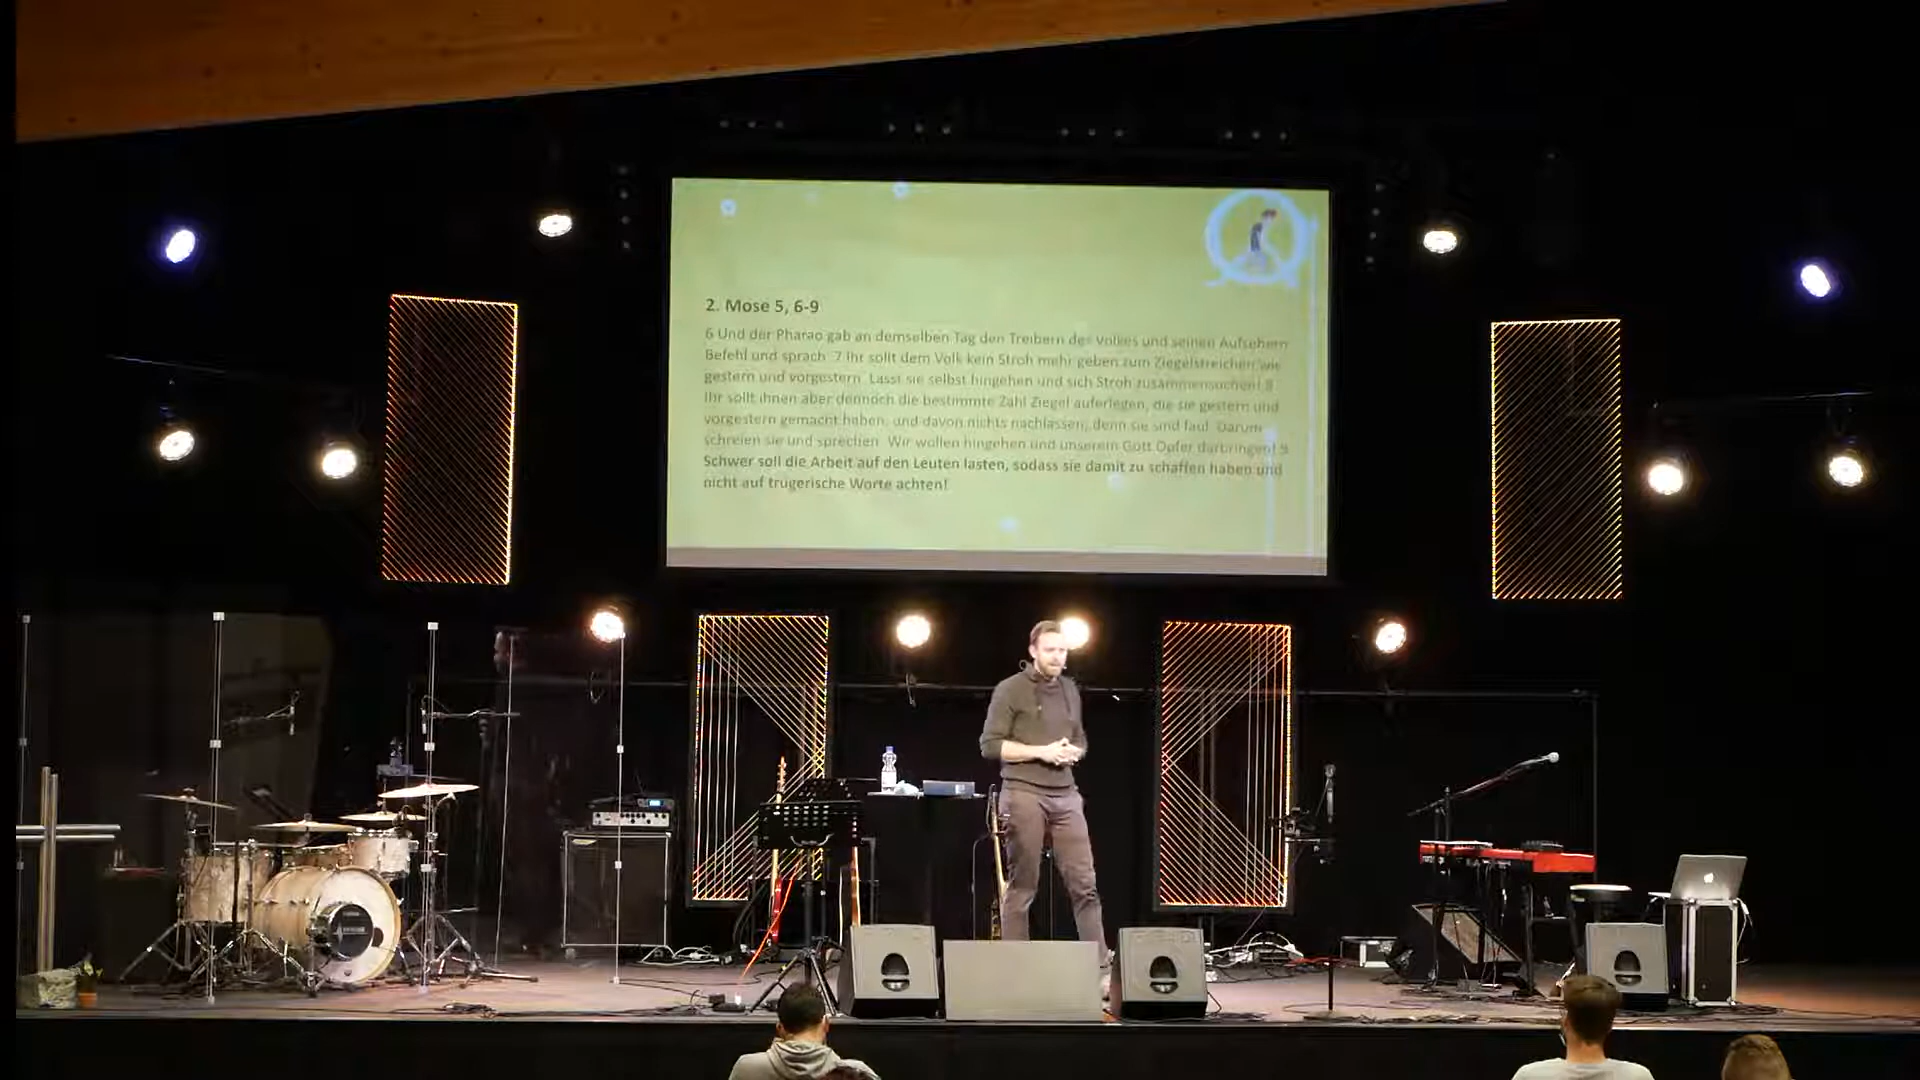 2. Mose 5, 6-9
6 Und der Pharao gab an demselben Tag den Treibern des Volkes und seinen Aufsehern
Befehl und sprach: 7 Ihr sollt dem Volk kein Stroh mehr geben zum Ziegelstreichen wie
gestern und vorgestern. Lasst sie selbst hingehen und sich Stroh zusammensuchen! 8
Ihr sollt ihnen aber dennoch die bestimmte Zahl Ziegel auferlegen, die sie gestern und
vorgestern gemacht haben, und davon nichts nachlassen, denn sie sind faul. Darum
schreien sie und sprechen: Wir wollen hingehen und unserem Gott Opfer darbringen! 9
Schwer soll die Arbeit auf den Leuten lasten, sodass sie damit zu schaffen haben und
nicht auf trügerische Worte achten!